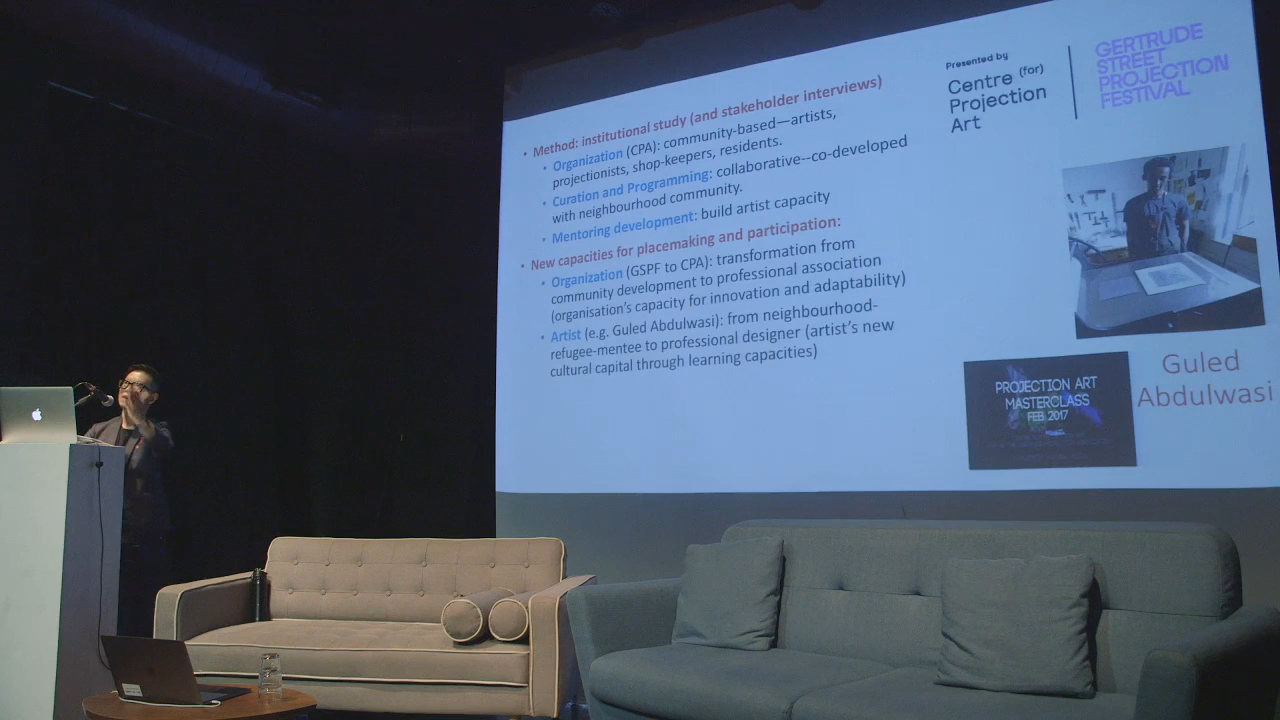 • Method: institutional study (and stakeholder interviews)
• Organization (CPA): community-based—artists,
projectionists, shop-keepers, residents.
• Curation and Programming: collaborative--co-developed
with neighbourhood community.
• Mentoring development: build artist capacity
• New capacities for placemaking and participation:
• Organization (GSPF to CPA): transformation from
community development to professional association
(organisation's capacity for innovation and adaptability)
• Artist (e.g. Guled Abdulwasi): from neighbourhood-
refugee-mentee to professional designer (artist's new
cultural capital through learning capacities)
Presented by
Centre (for)
Projection
Art
GERTRUDE
STREET
PROJECTION
FESTIVAL
PROJECTION ART
MASTERCLASS
FEB 2017
Guled
Abdulwasi